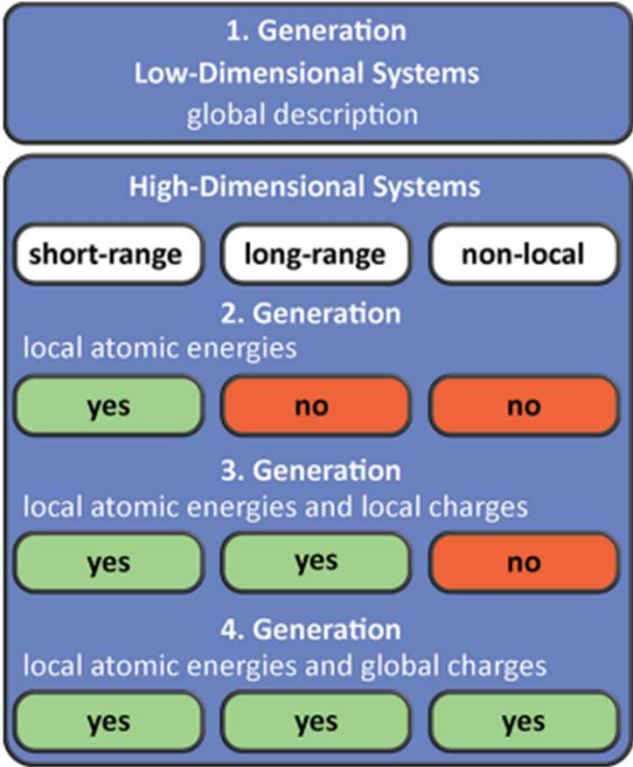 1. Generation
Low-Dimensional Systems
global description
High-Dimensional Systems
short-range long-range non-local
2. Generation
local atomic energies
yes no no
3. Generation
local atomic energies and local charges
yes yes no
4. Generation
local atomic energies and global charges
yes yes yes